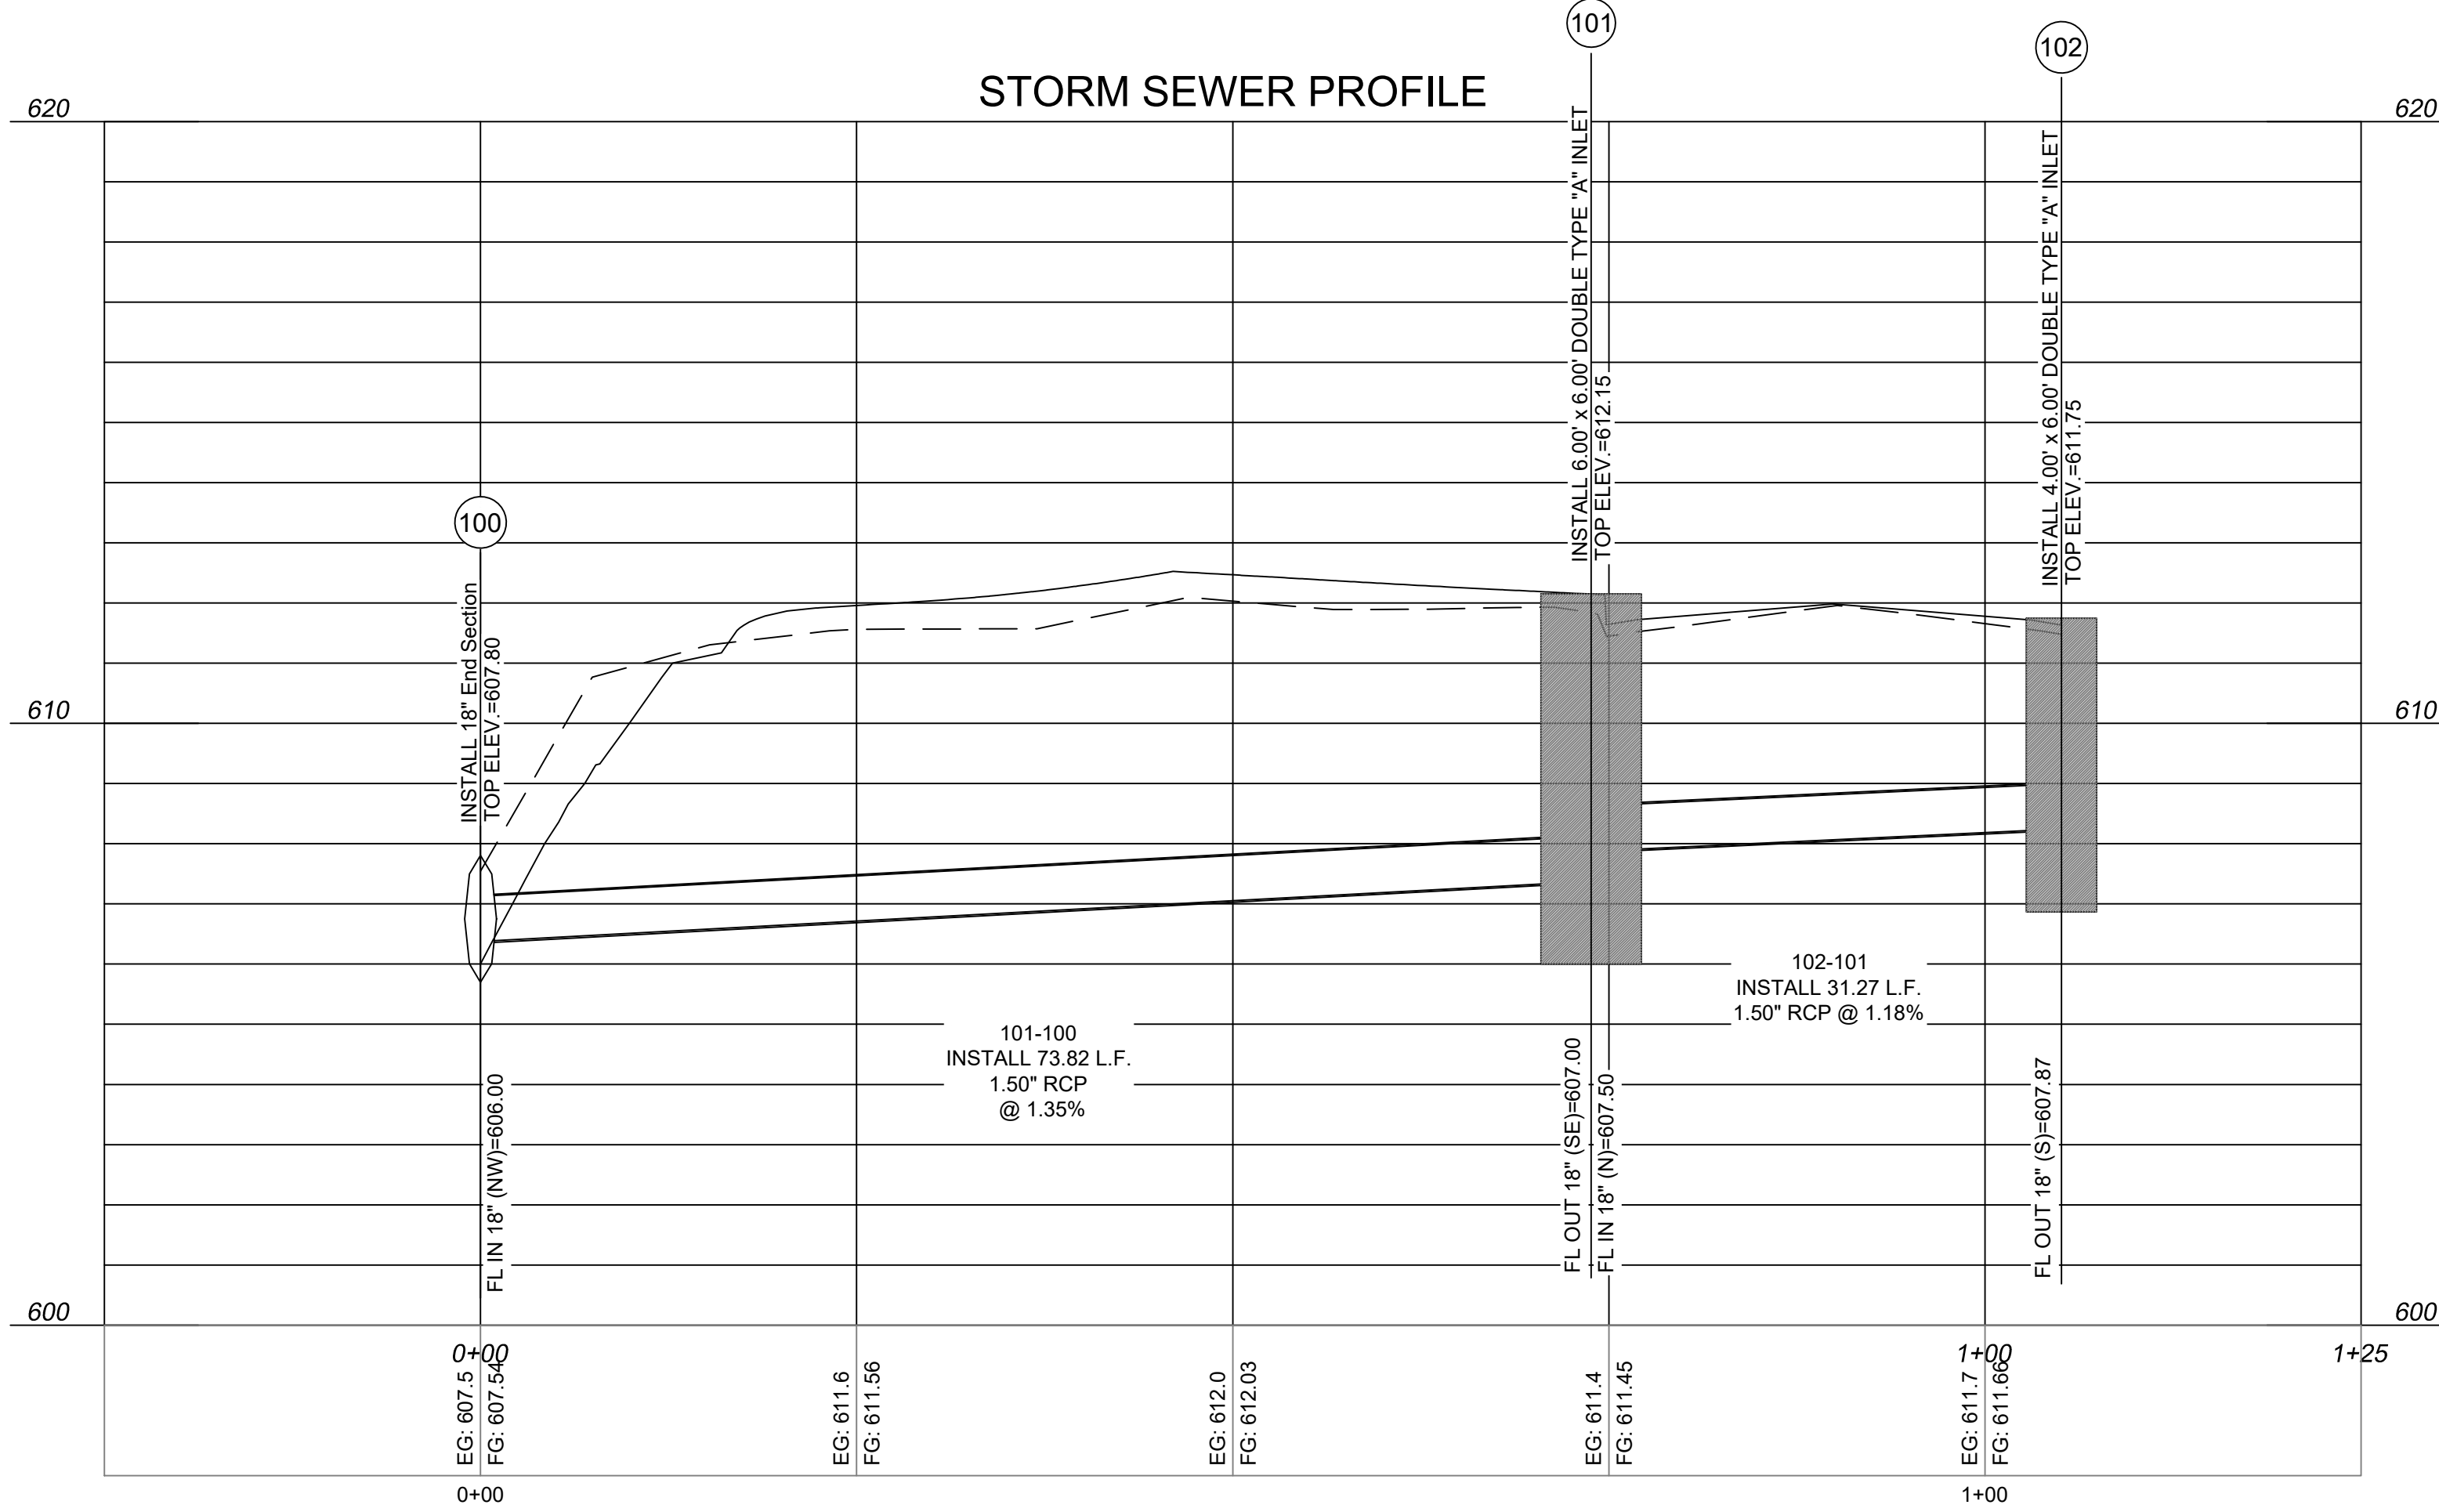 101
102
STORM SEWER PROFILE
620
620
INSTALL 6.00' x 6.00' DOUBLE TYPE "A" INLET
TOP ELEV.=612.15
INSTALL 4.00' x 6.00' DOUBLE TYPE "A" INLET
TOP ELEV.=611.75
100
INSTALL 18" End Section
TOP ELEV.=607.80
610
610
102-101
INSTALL 31.27 L.F.
1.50" RCP @ 1.18%
101-100
INSTALL 73.82 L.F.
1.50" RCP
@ 1.35%
FL IN 18" (NW)=606.00
FL OUT 18" (SE)=607.00
FL IN 18" (N)=607.50
FL OUT 18" (S)=607.87
600
600
0+00
1+00
1+25
EG: 607.5
FG: 607.54
EG: 611.6
FG: 611.56
EG: 612.0
FG: 612.03
EG: 611.4
FG: 611.45
EG: 611.7
FG: 611.66
0+00
1+00